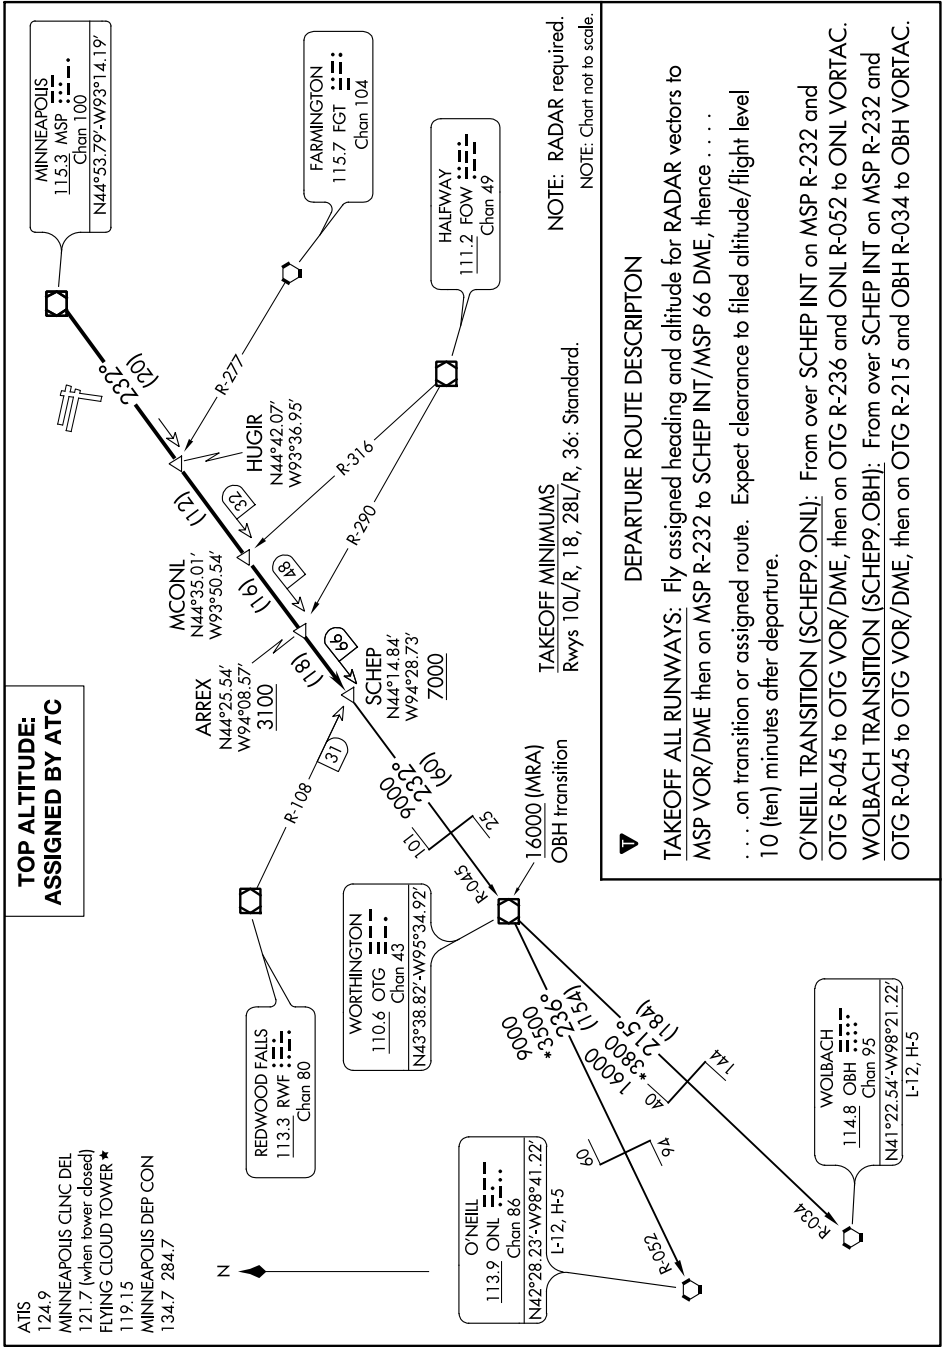 TOP ALTITUDE:
ASSIGNED BY ATC
ATIS
124.9
MINNEAPOLIS CLNC DEL
121.7 (when tower closed)
FLYING CLOUD TOWER ★
119.15
MINNEAPOLIS DEP CON
134.7 284.7
N
MINNEAPOLIS
115.3 MSP
Chan 100
N44°53.79'-W93°14.19'
FARMINGTON
115.7 FGT
Chan 104
HALFWAY
111.2 FOW
Chan 49
NOTE: RADAR required.
NOTE: Chart not to scale.
232°
(20)
R-277
HUGIR
N44°42.07'
W93°36.95'
(12)
32
R-316
MCONL
N44°35.01'
W93°50.54'
(16)
48
R-290
ARREX
N44°25.54'
W94°08.57'
3100
(18)
66
SCHEP
N44°14.84'
W94°28.73'
7000
TAKEOFF MINIMUMS
Rwys 10L/R, 18, 28L/R, 36: Standard.
REDWOOD FALLS
113.3 RWF
Chan 80
R-108
31
9000
232°
(60)
101
25
R-045
WORTHINGTON
110.6 OTG
Chan 43
N43°38.82'-W95°34.92'
16000 (MRA)
OBH transition
9000
*3500
236°
(154)
90
94
R-052
O'NEILL
113.9 ONL
Chan 86
N42°28.23'-W98°41.22'
L-12, H-5
16000
*3800
215°
(184)
40
144
R-034
WOLBACH
114.8 OBH
Chan 95
N41°22.54'-W98°21.22'
L-12, H-5
T
DEPARTURE ROUTE DESCRIPTON
TAKEOFF ALL RUNWAYS: Fly assigned heading and altitude for RADAR vectors to
MSP VOR/DME then on MSP R-232 to SCHEP INT/MSP 66 DME, thence . . . .
. . . .on transition or assigned route. Expect clearance to filed altitude/flight level
10 (ten) minutes after departure.
O'NEILL TRANSITION (SCHEP9.ONL): From over SCHEP INT on MSP R-232 and
OTG R-045 to OTG VOR/DME, then on OTG R-236 and ONL R-052 to ONL VORTAC.
WOLBACH TRANSITION (SCHEP9.OBH): From over SCHEP INT on MSP R-232 and
OTG R-045 to OTG VOR/DME, then on OTG R-215 and OBH R-034 to OBH VORTAC.